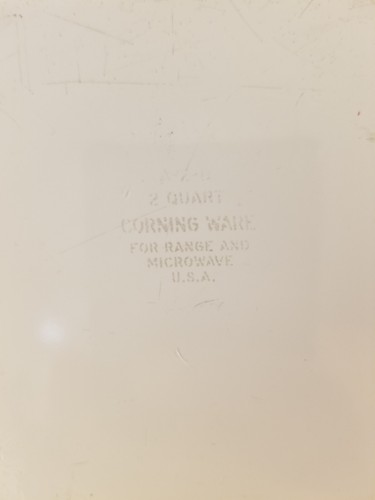 2 QUART
CORNING WARE
FOR RANGE AND
MICROWAVE
U.S.A.